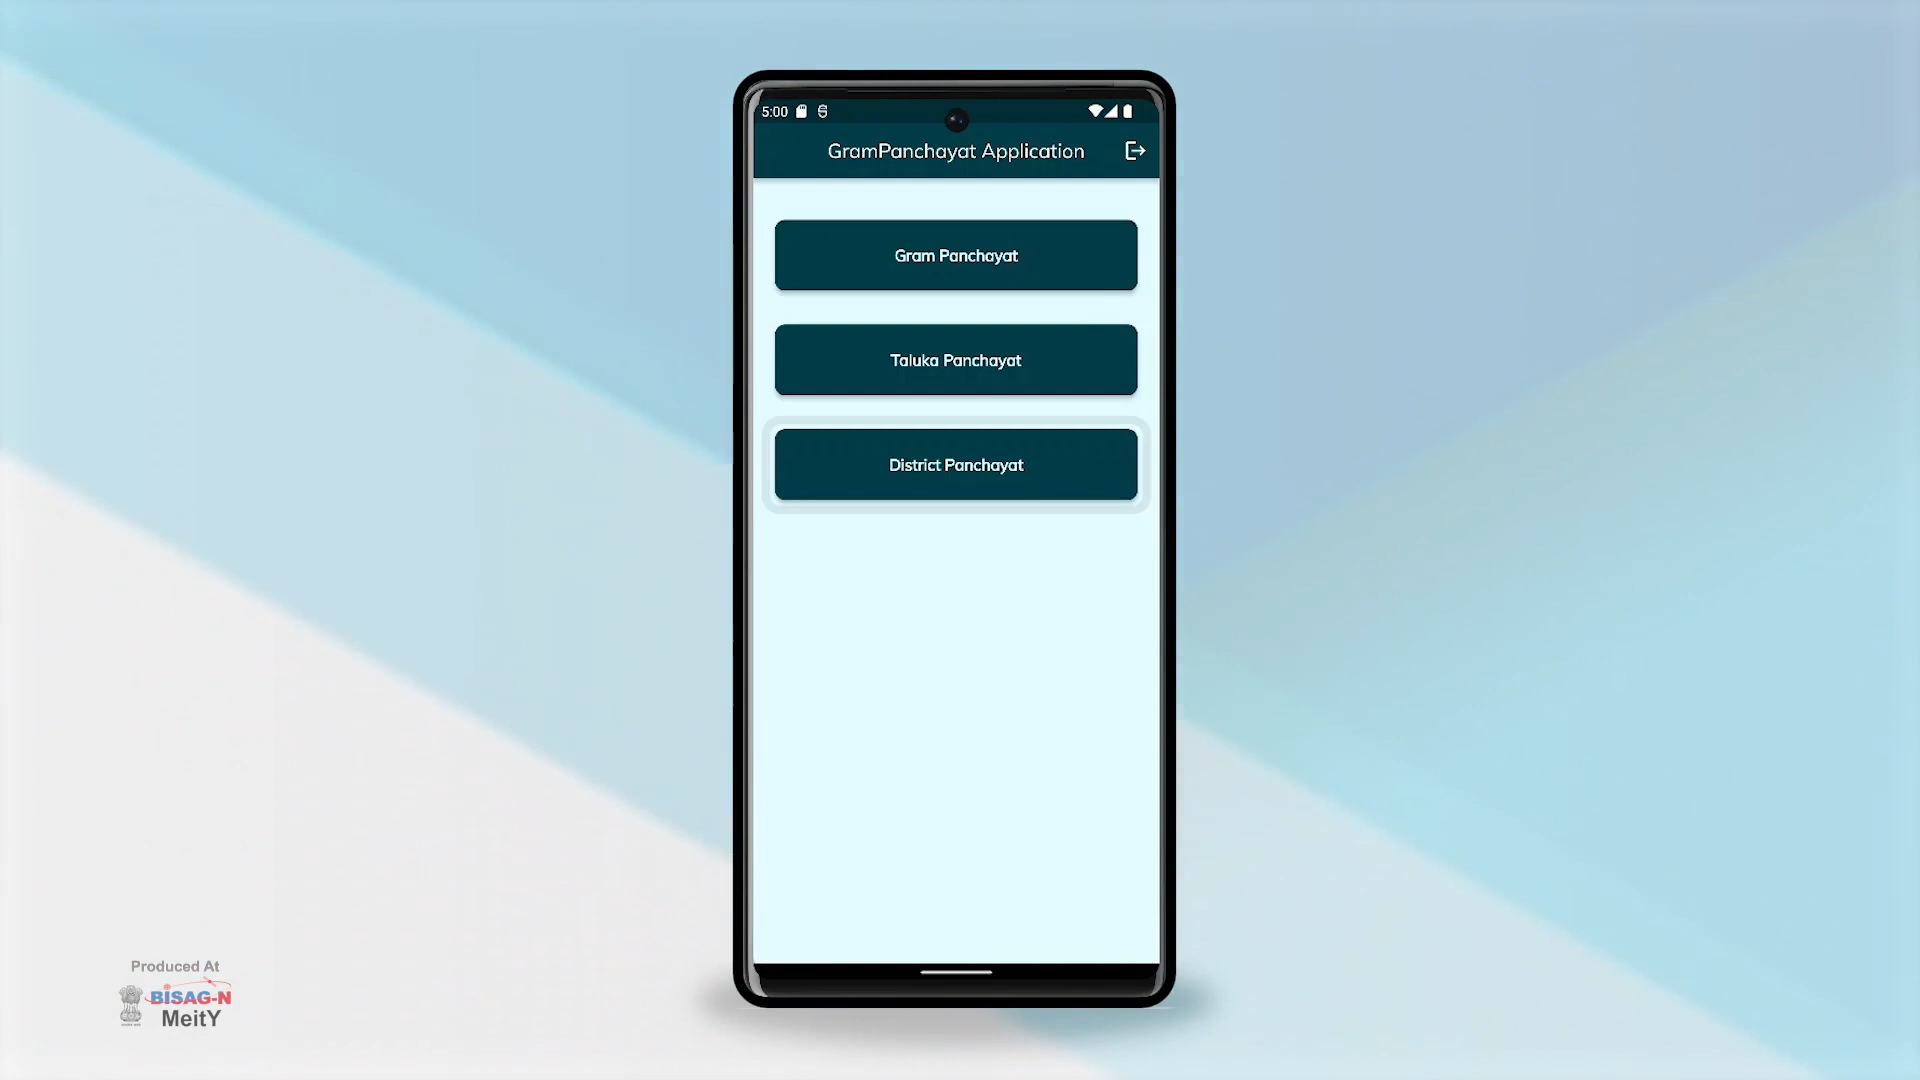 5:00
GramPanchayat Application
Gram Panchayat
Taluka Panchayat
District Panchayat
Produced At
BISAG-N
MeitY